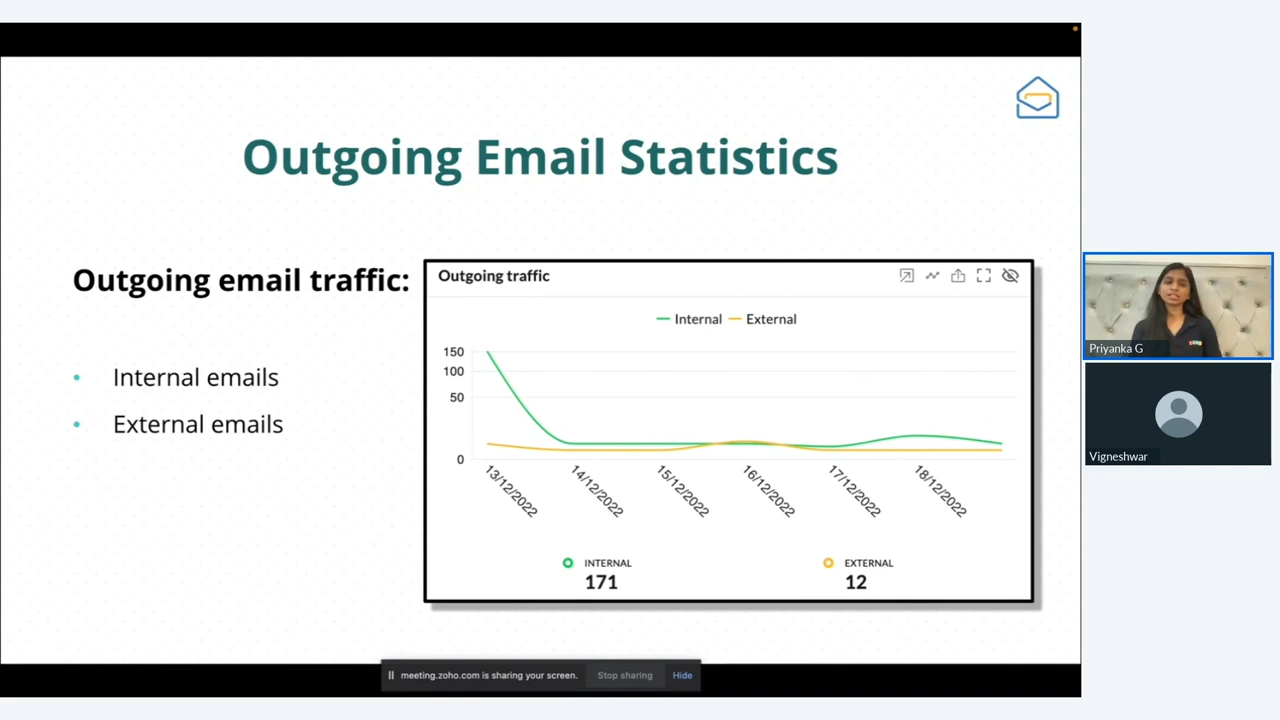 Outgoing Email Statistics
Outgoing email traffic:
Internal emails
External emails
Outgoing traffic
Internal
External
150
100
50
0
13/12/2022
14/12/2022
15/12/2022
16/12/2022
17/12/2022
18/12/2022
INTERNAL
171
EXTERNAL
12
Priyanka G
Vigneshwar
meeting.zoho.com is sharing your screen.
Stop sharing
Hide